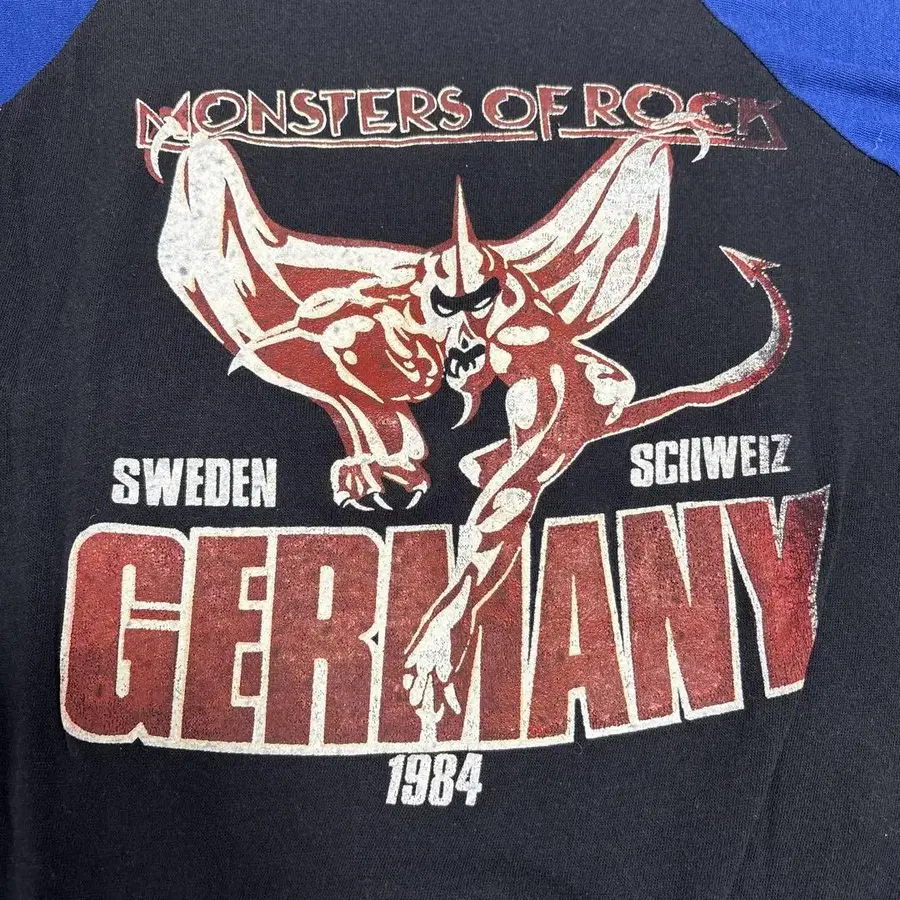 MONSTERS OF ROCK
SWEDEN
SCHWEIZ
GERMANY
1984